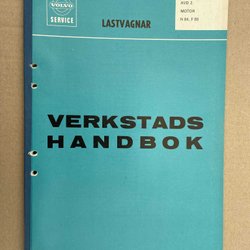 VOLVO
SERVICE
LASTVAGNAR
AVD 2
MOTOR
VERKSTADS
HANDBOK